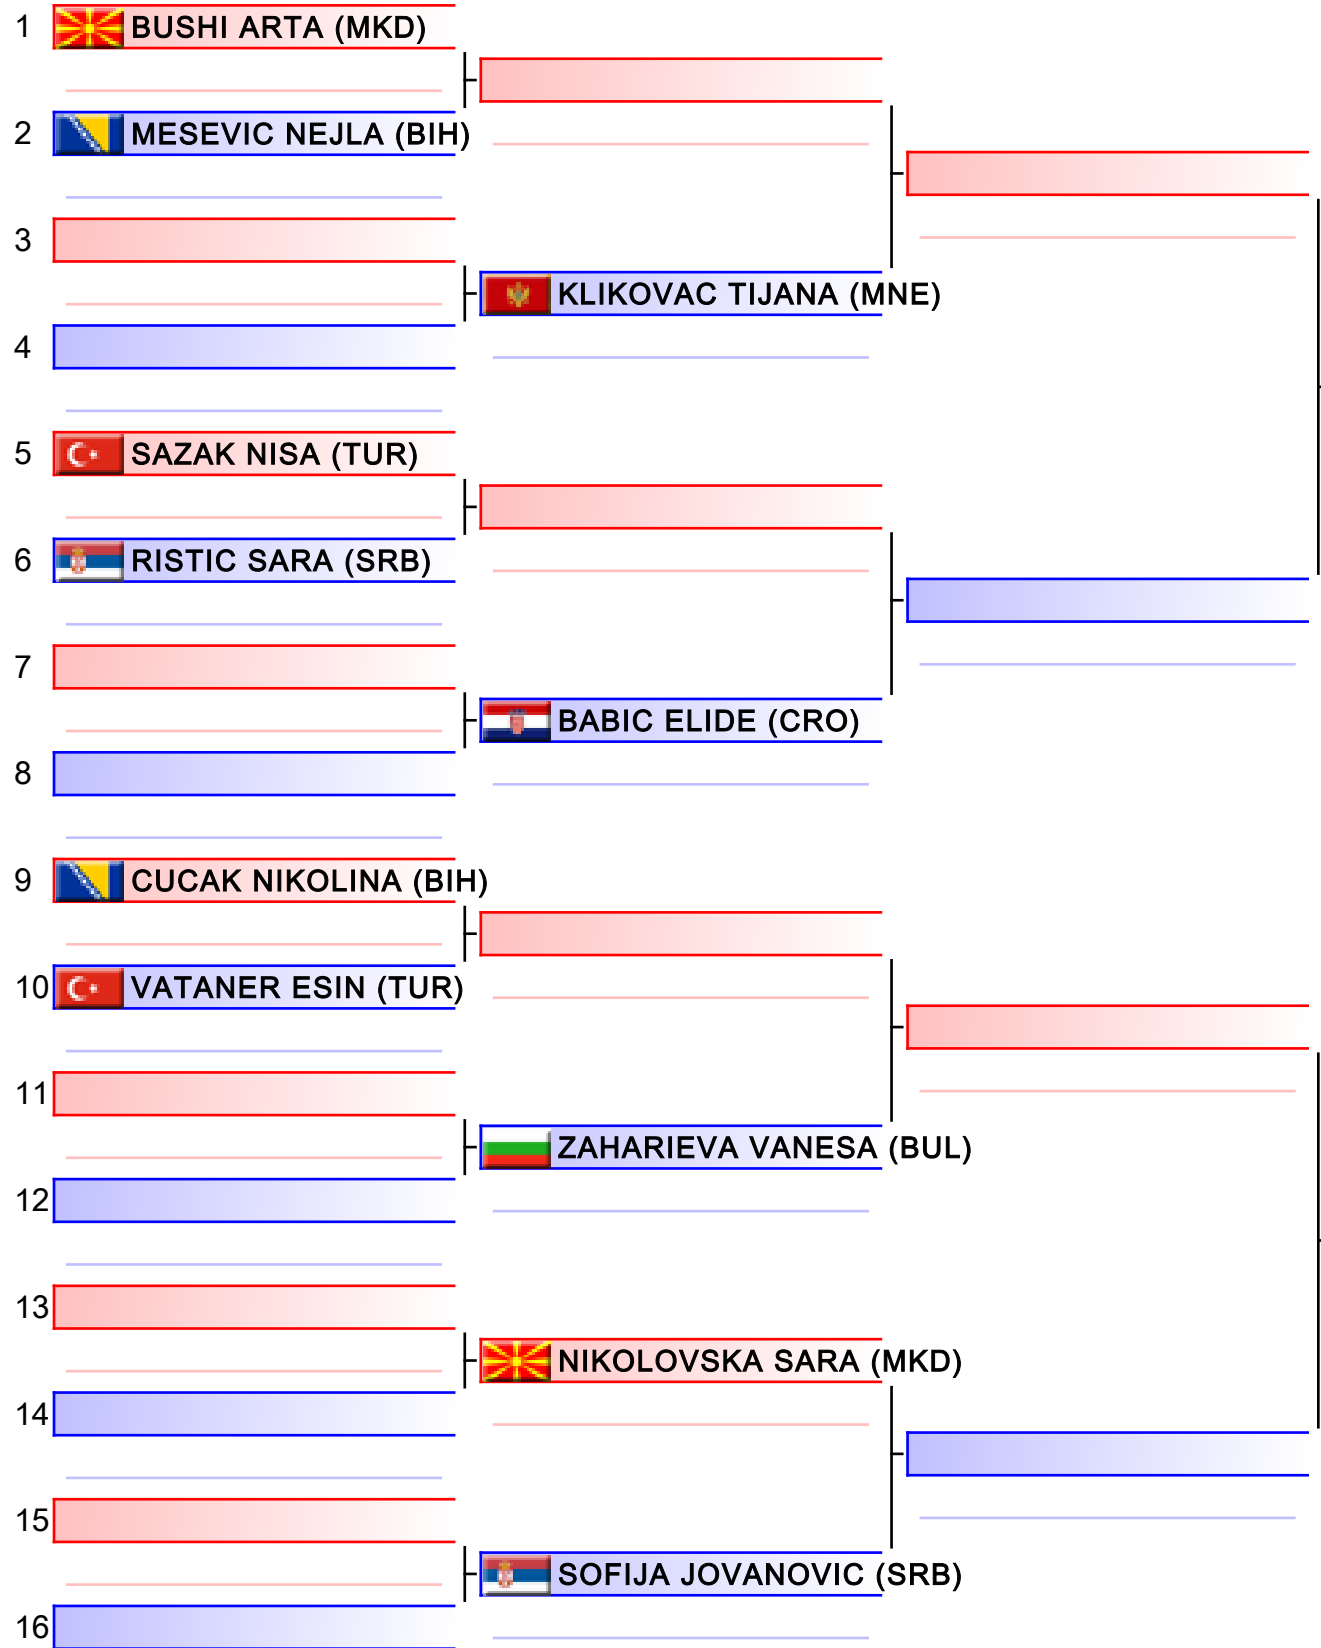 1 BUSHI ARTA (MKD)
2 MESEVIC NEJLA (BIH)
3
KLIKOVAC TIJANA (MNE)
4
5 SAZAK NISA (TUR)
6 RISTIC SARA (SRB)
7
BABIC ELIDE (CRO)
8
9 CUCAK NIKOLINA (BIH)
10 VATANER ESIN (TUR)
11
ZAHARIEVA VANESA (BUL)
12
13
NIKOLOVSKA SARA (MKD)
14
15
SOFIJA JOVANOVIC (SRB)
16